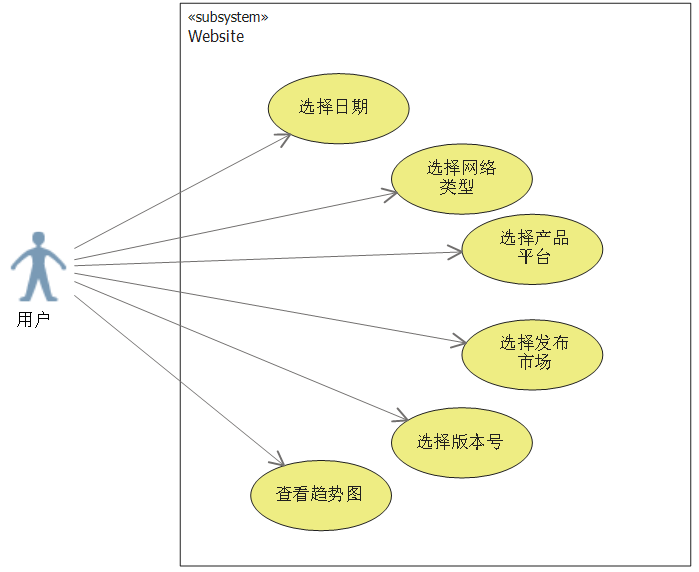 «subsystem»
Website
选择日期
选择网络
类型
选择产品
平台
用户
选择发布
市场
选择版本号
查看趋势图